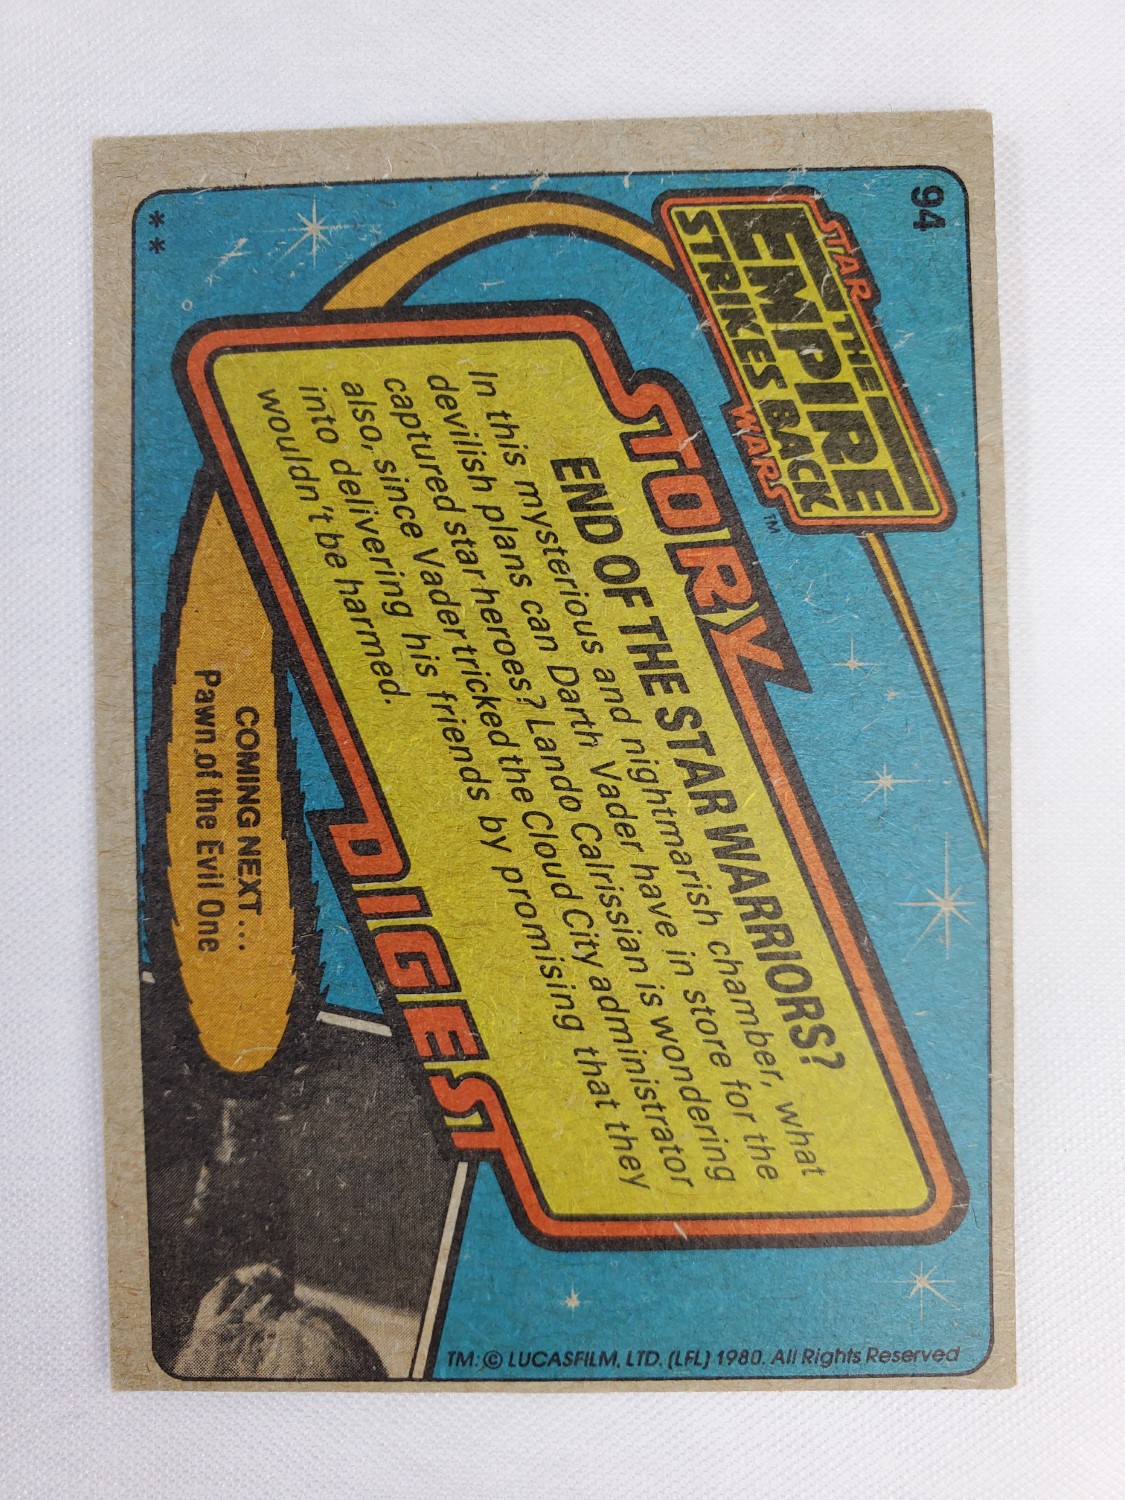 94
STAR
THE
EMPIRE
STRIKES BACK
WARS™
STORY
END OF THE STAR WARRIORS?
In this mysterious and nightmarish chamber, what
devilish plans can Darth Vader have in store for the
captured star heroes? Lando Calrissian is wondering
also, since Vader tricked the Cloud City administrator
into delivering his friends by promising that they
wouldn't be harmed.
DIGEST
COMING NEXT...
Pawn of the Evil One
**
TM: © LUCASFILM, LTD. (LFL) 1980. All Rights Reserved